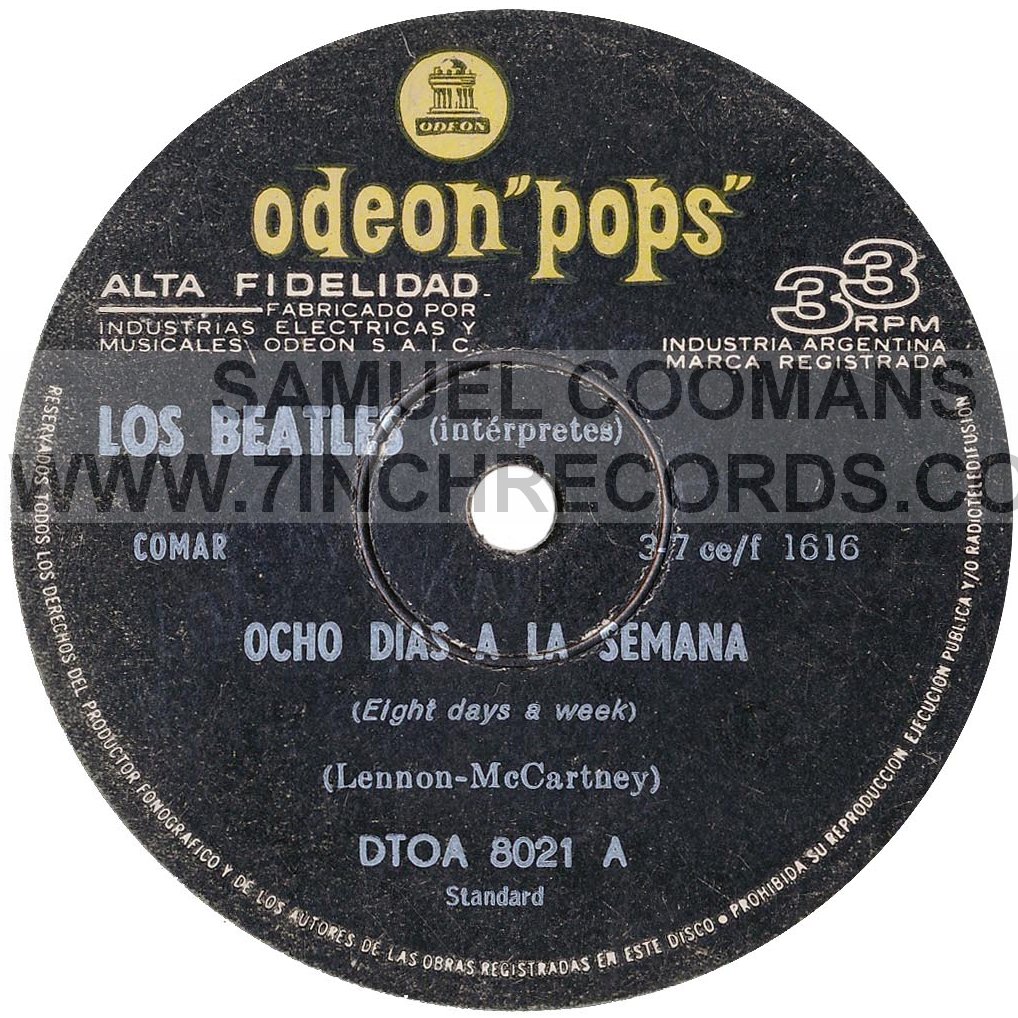 ODEON
odeon "pops"
ALTA FIDELIDAD
FABRICADO POR
INDUSTRIAS ELECTRICAS Y
MUSICALES ODEON S.A.I.C.
33
RPM
INDUSTRIA ARGENTINA
MARCA REGISTRADA
SAMUEL COOMANS
LOS BEATLES (intérpretes)
WWW.7INCHRECORDS.CO
COMAR
3-7 ce/f 1616
OCHO DIAS A LA SEMANA
(Eight days a week)
(Lennon-McCartney)
DTOA 8021 A
Standard
RESERVADOS TODOS LOS DERECHOS DEL PRODUCTOR FONOGRAFICO Y DE LOS AUTORES DE LAS OBRAS REGISTRADAS EN ESTE DISCO • PROHIBIDA SU REPRODUCCION, EJECUCION PUBLICA Y/O RADIOTELEDIFUSION